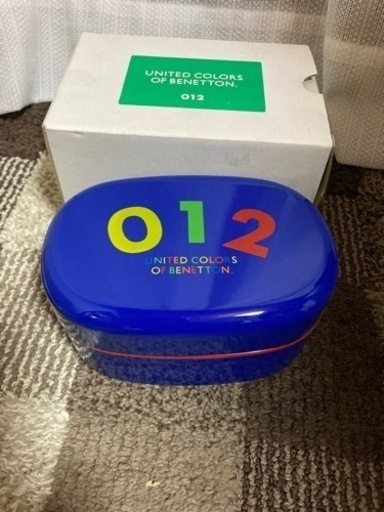 UNITED COLORS
OF BENETTON.
012
012
UNITED COLORS
OF BENETTON.